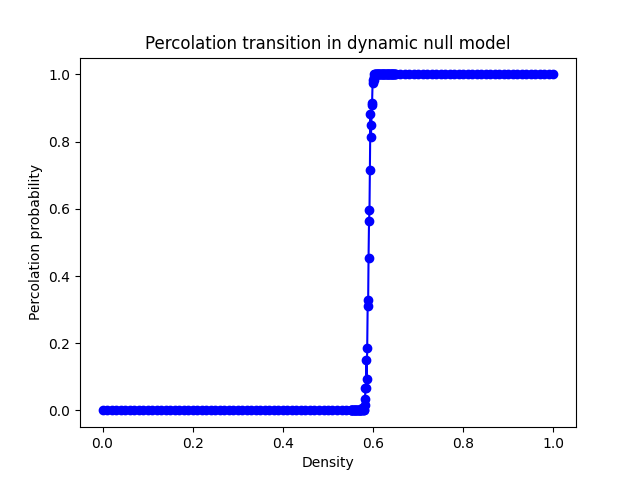 Percolation transition in dynamic null model
1.0
0.8
0.6
0.4
0.2
0.0
Percolation probability
0.0 0.2 0.4 0.6 0.8 1.0
Density